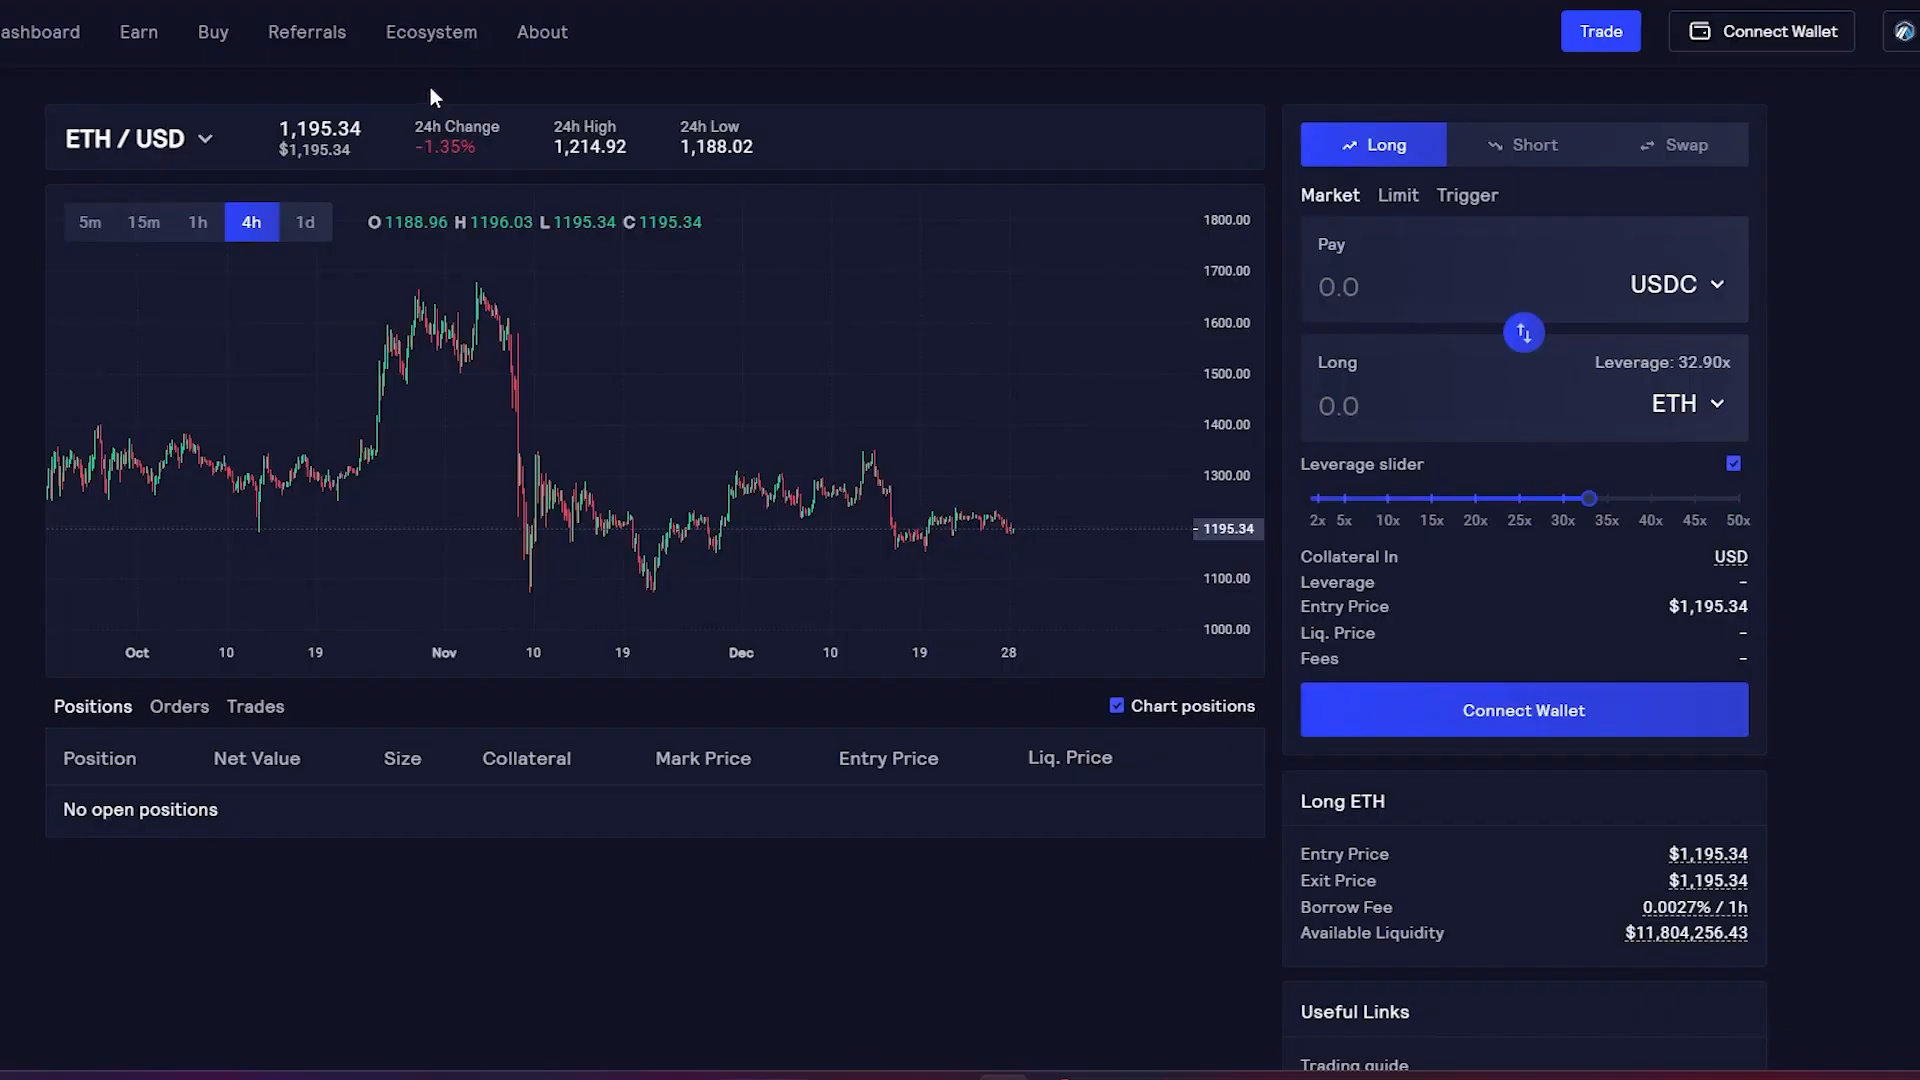 ashboard Earn Buy Referrals Ecosystem About Trade Connect Wallet
ETH / USD 1,195.34 24h Change 24h High 24h Low
$1,195.34 -1.35% 1,214.92 1,188.02
5m 15m 1h 4h 1d O 1188.96 H 1196.03 L 1195.34 C 1195.34
1800.00
1700.00
1600.00
1500.00
1400.00
1300.00
1195.34
1100.00
1000.00
Oct 10 19 Nov 10 19 Dec 10 19 28
Positions Orders Trades Chart positions
Position Net Value Size Collateral Mark Price Entry Price Liq. Price
No open positions
Long Short Swap
Market Limit Trigger
Pay
0.0 USDC
Long Leverage: 32.90x
0.0 ETH
Leverage slider
2x 5x 10x 15x 20x 25x 30x 35x 40x 45x 50x
Collateral In USD
Leverage –
Entry Price $1,195.34
Liq. Price –
Fees –
Connect Wallet
Long ETH
Entry Price $1,195.34
Exit Price $1,195.34
Borrow Fee 0.0027% / 1h
Available Liquidity $11,804,256.43
Useful Links
Trading guide